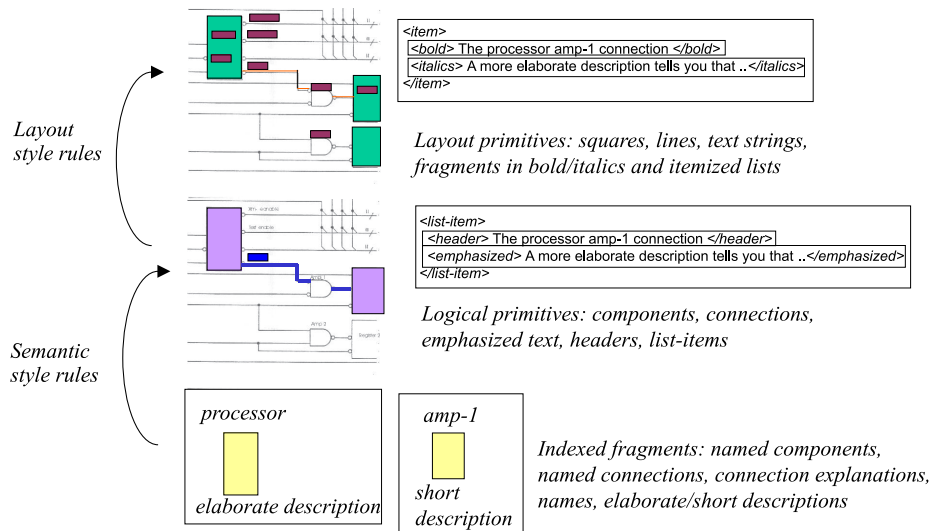 <item>
<bold> The processor amp-1 connection </bold>
<italics> A more elaborate description tells you that ..</italics>
</item>
Layout
style rules
Layout primitives: squares, lines, text strings,
fragments in bold/italics and itemized lists
<list-item>
<header> The processor amp-1 connection </header>
<emphasized> A more elaborate description tells you that ..</emphasized>
</list-item>
Logical primitives: components, connections,
emphasized text, headers, list-items
Amp 2
Semantic
style rules
processor
elaborate description
amp-1
short
description
Indexed fragments: named components,
named connections, connection explanations,
names, elaborate/short descriptions